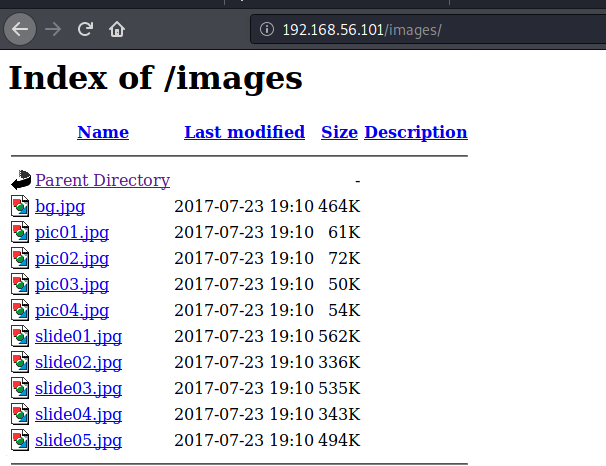 192.168.56.101/images/
Index of /images
Name Last modified Size Description
Parent Directory -
bg.jpg 2017-07-23 19:10 464K
pic01.jpg 2017-07-23 19:10 61K
pic02.jpg 2017-07-23 19:10 72K
pic03.jpg 2017-07-23 19:10 50K
pic04.jpg 2017-07-23 19:10 54K
slide01.jpg 2017-07-23 19:10 562K
slide02.jpg 2017-07-23 19:10 336K
slide03.jpg 2017-07-23 19:10 535K
slide04.jpg 2017-07-23 19:10 343K
slide05.jpg 2017-07-23 19:10 494K